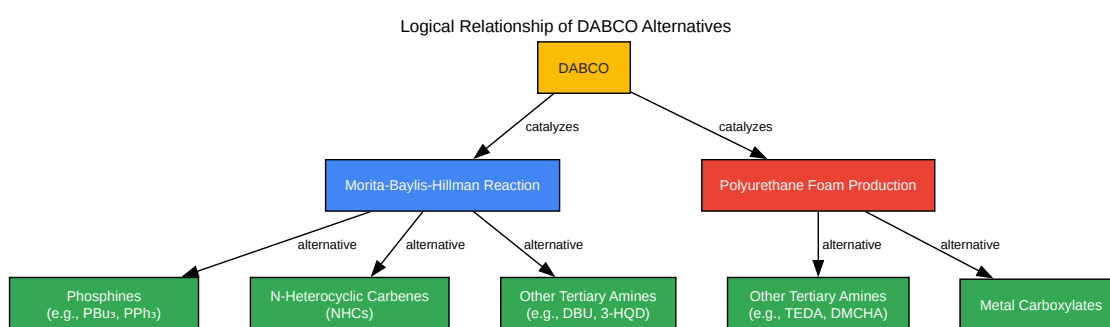 Logical Relationship of DABCO Alternatives
DABCO
catalyzes
catalyzes
Morita-Baylis-Hillman Reaction
Polyurethane Foam Production
alternative
alternative
alternative
alternative
alternative
Phosphines
(e.g., PBu₃, PPh₃)
N-Heterocyclic Carbenes
(NHCs)
Other Tertiary Amines
(e.g., DBU, 3-HQD)
Other Tertiary Amines
(e.g., TEDA, DMCHA)
Metal Carboxylates